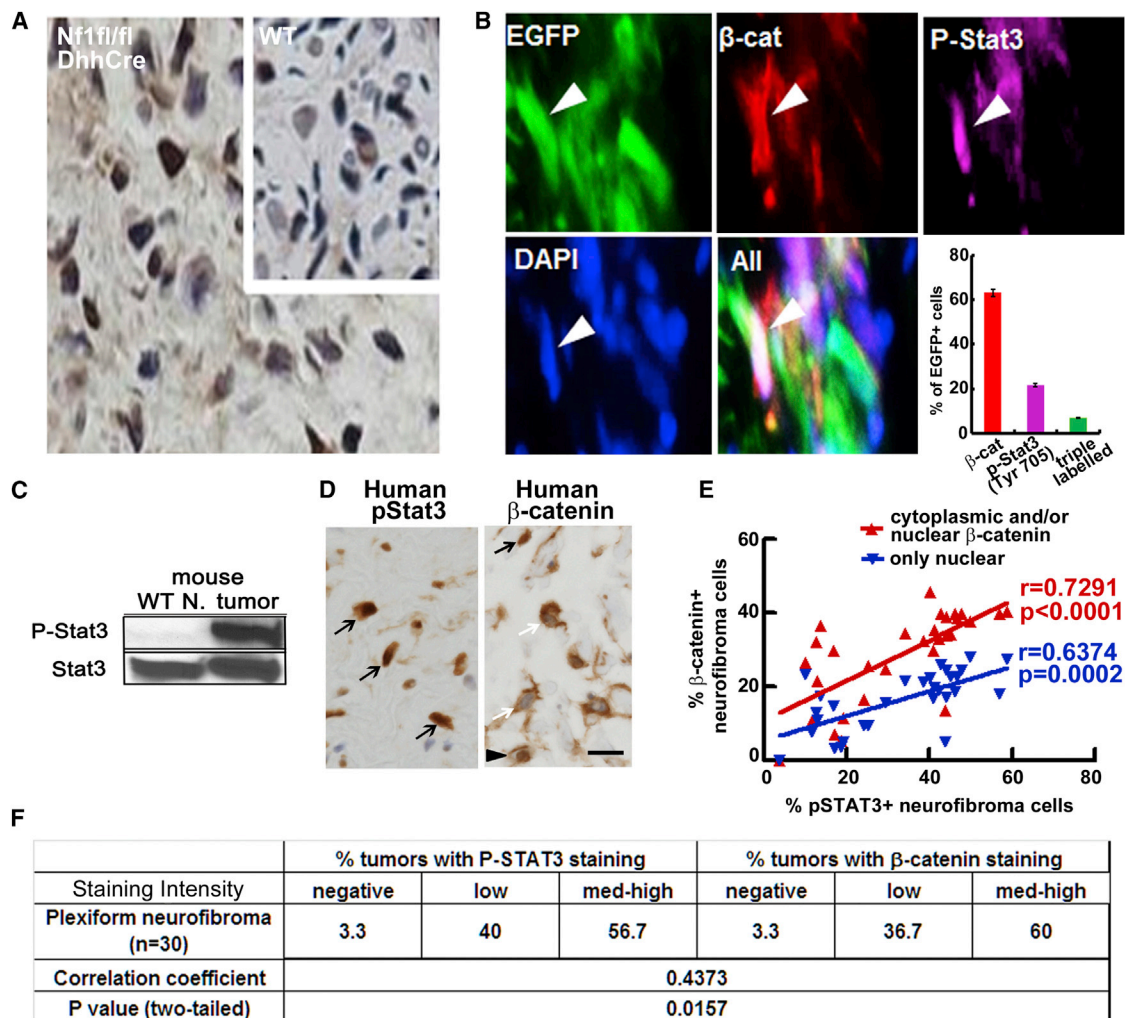 A
Nf1fl/fl
DhhCre
WT
B
EGFP
β-cat
P-Stat3
DAPI
All
% of EGFP+ cells
80
60
40
20
0
β-cat
p-Stat3
(Tyr 705)
triple
labelled
C
mouse
WT N. tumor
P-Stat3
Stat3
D
Human
pStat3
Human
β-catenin
E
cytoplasmic and/or
nuclear β-catenin
only nuclear
% β-catenin+
neurofibroma cells
60
40
20
0
r=0.7291
p<0.0001
r=0.6374
p=0.0002
0 20 40 60 80
% pSTAT3+ neurofibroma cells
F
% tumors with P-STAT3 staining % tumors with β-catenin staining
Staining Intensity negative low med-high negative low med-high
Plexiform neurofibroma
(n=30) 3.3 40 56.7 3.3 36.7 60
Correlation coefficient 0.4373
P value (two-tailed) 0.0157